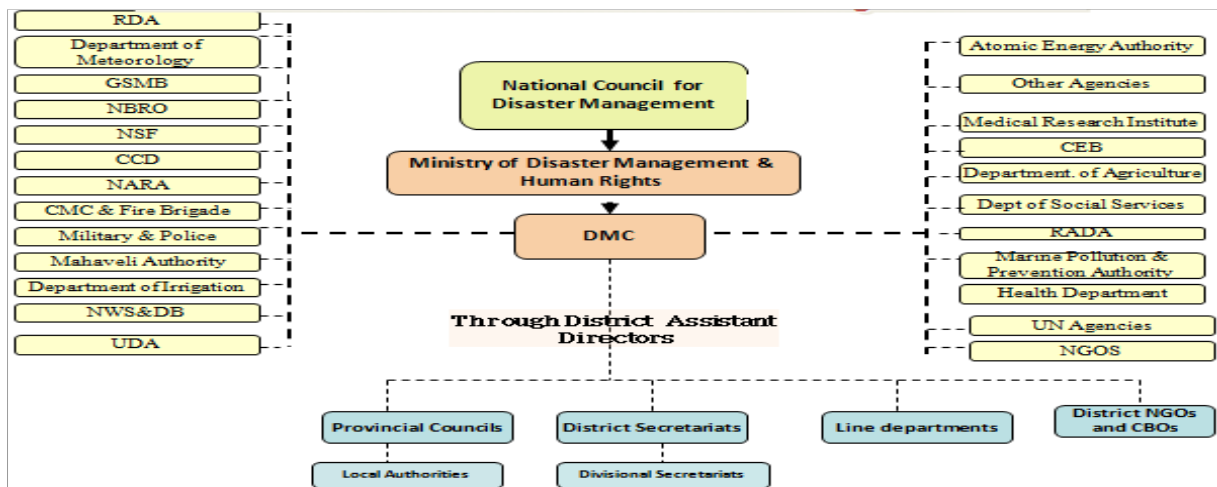 RDA
Department of
Meteorology
GSMB
NBRO
NSF
CCD
NARA
CMC & Fire Brigade
Military & Police
Mahaveli Authority
Department of Irrigation
NWS&DB
UDA
National Council for
Disaster Management
Ministry of Disaster Management &
Human Rights
DMC
Through District Assistant
Directors
Atomic Energy Authority
Other Agencies
Medical Research Institute
CEB
Department. of Agriculture
Dept of Social Services
RADA
Marine Pollution &
Prevention Authority
Health Department
UN Agencies
NGOS
Provincial Councils
District Secretariats
Line departments
District NGOs
and CBOs
Local Authorities
Divisional Secretariats